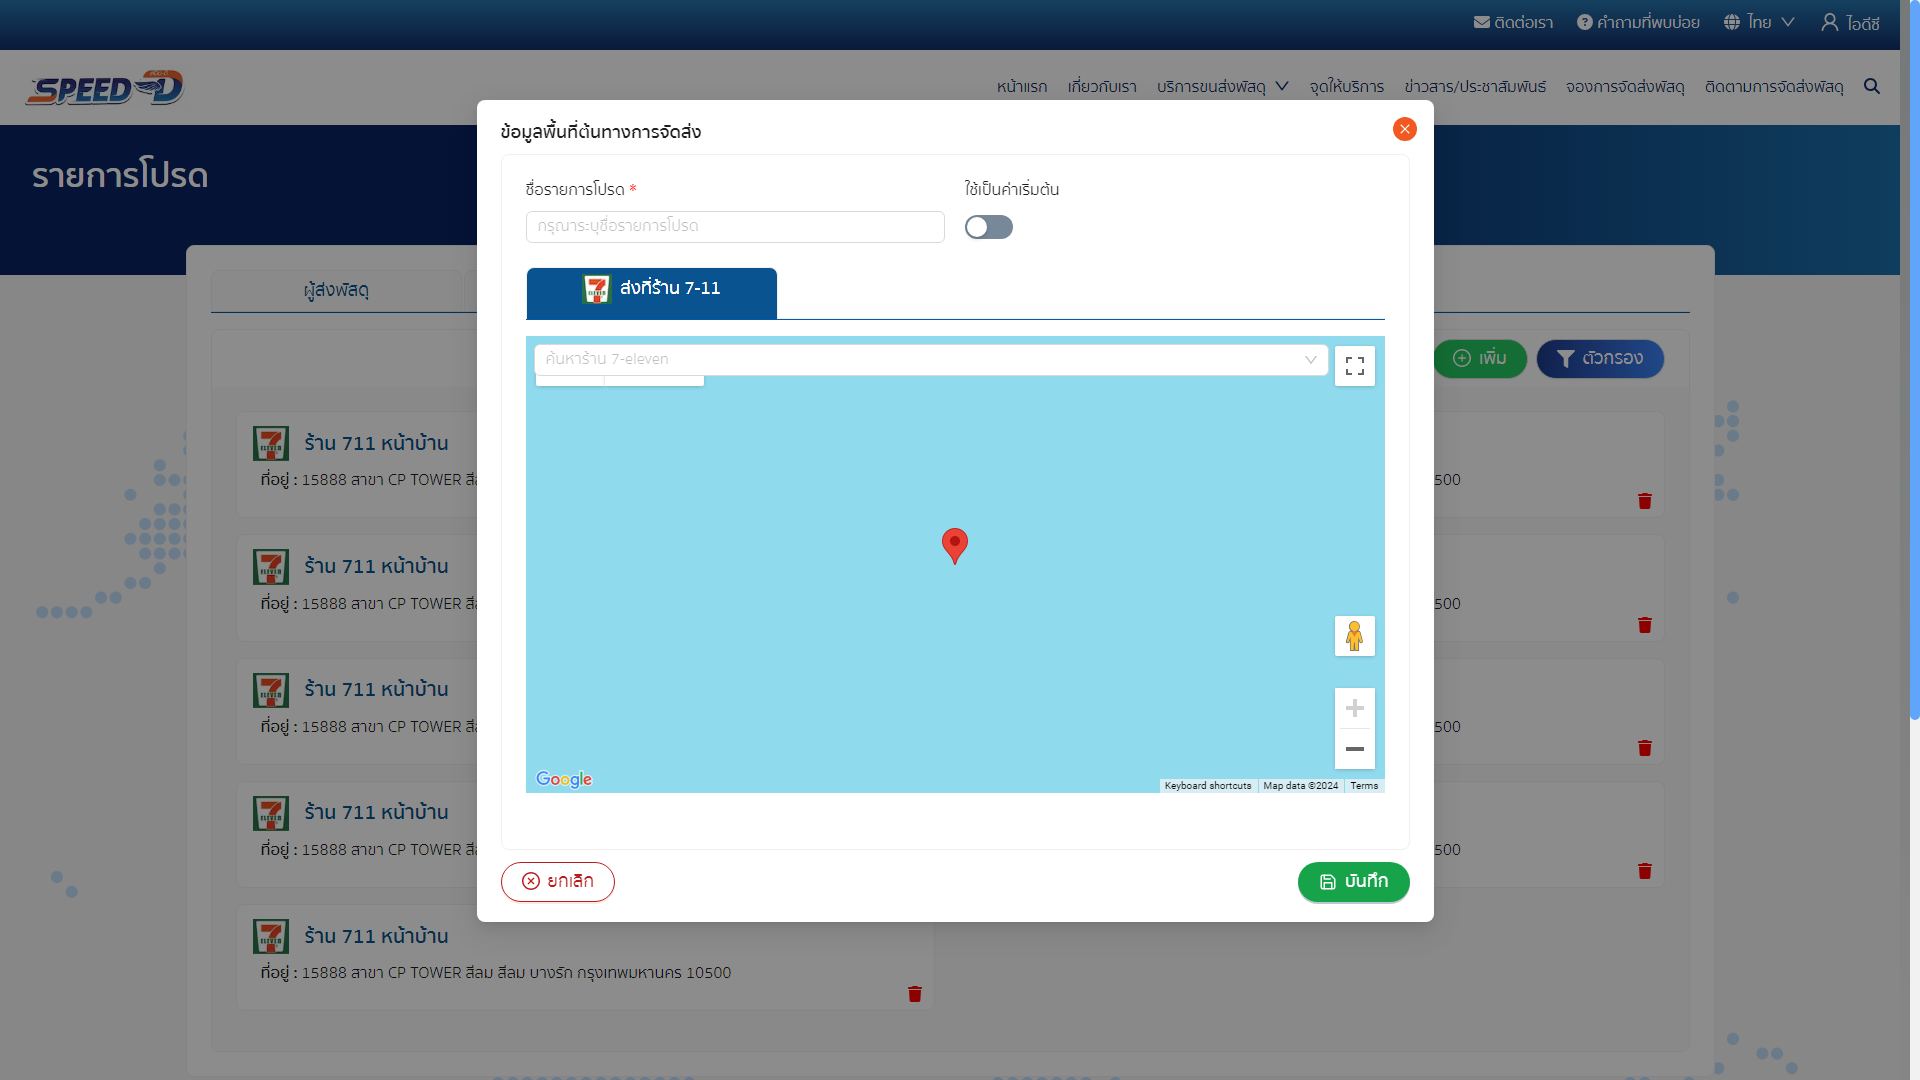 ติดต่อเรา คำถามที่พบบ่อย ไทย ไอดีซี
SPEED-D
หน้าแรก เกี่ยวกับเรา บริการขนส่งพัสดุ จุดให้บริการ ข่าวสาร/ประชาสัมพันธ์ จองการจัดส่งพัสดุ ติดตามการจัดส่งพัสดุ
รายการโปรด
ข้อมูลพื้นที่ต้นทางการจัดส่ง
ชื่อรายการโปรด * ใช้เป็นค่าเริ่มต้น
กรุณาระบุชื่อรายการโปรด
ผู้ส่งพัสดุ
ส่งที่ร้าน 7-11
ค้นหาร้าน 7-eleven
เพิ่ม ตัวกรอง
ร้าน 711 หน้าบ้าน
ที่อยู่ : 15888 สาขา CP TOWER
500
ร้าน 711 หน้าบ้าน
ที่อยู่ : 15888 สาขา CP TOWER
500
ร้าน 711 หน้าบ้าน
ที่อยู่ : 15888 สาขา CP TOWER
500
Google
Keyboard shortcuts Map data ©2024 Terms
ร้าน 711 หน้าบ้าน
ที่อยู่ : 15888 สาขา CP TOWER
500
ยกเลิก บันทึก
ร้าน 711 หน้าบ้าน
ที่อยู่ : 15888 สาขา CP TOWER สีลม สีลม บางรัก กรุงเทพมหานคร 10500